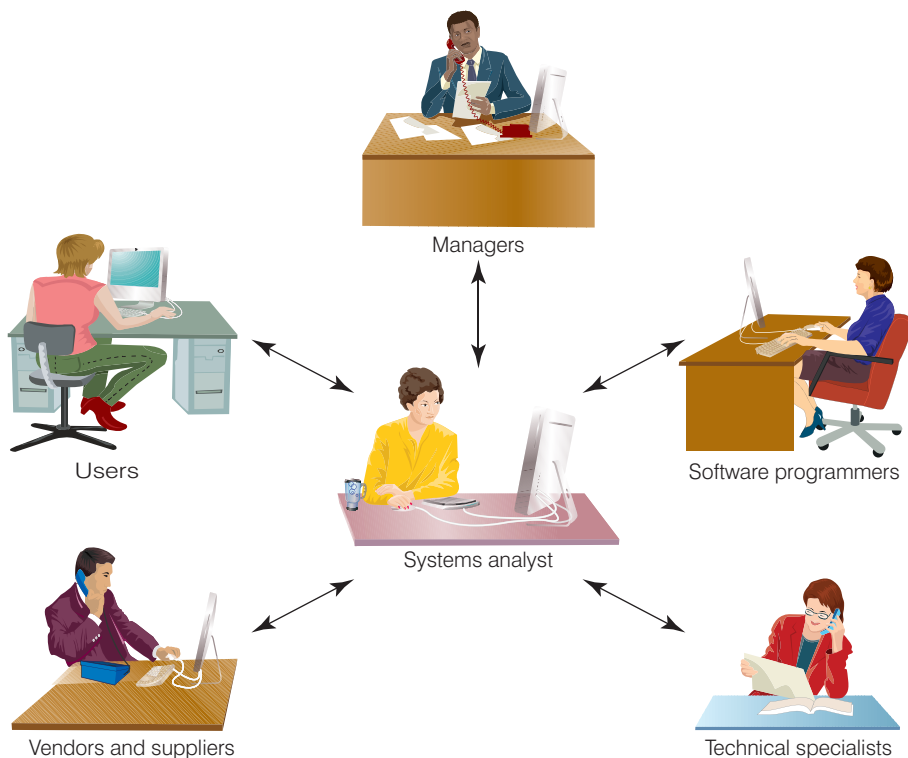 Managers
Users
Software programmers
Systems analyst
Vendors and suppliers
Technical specialists